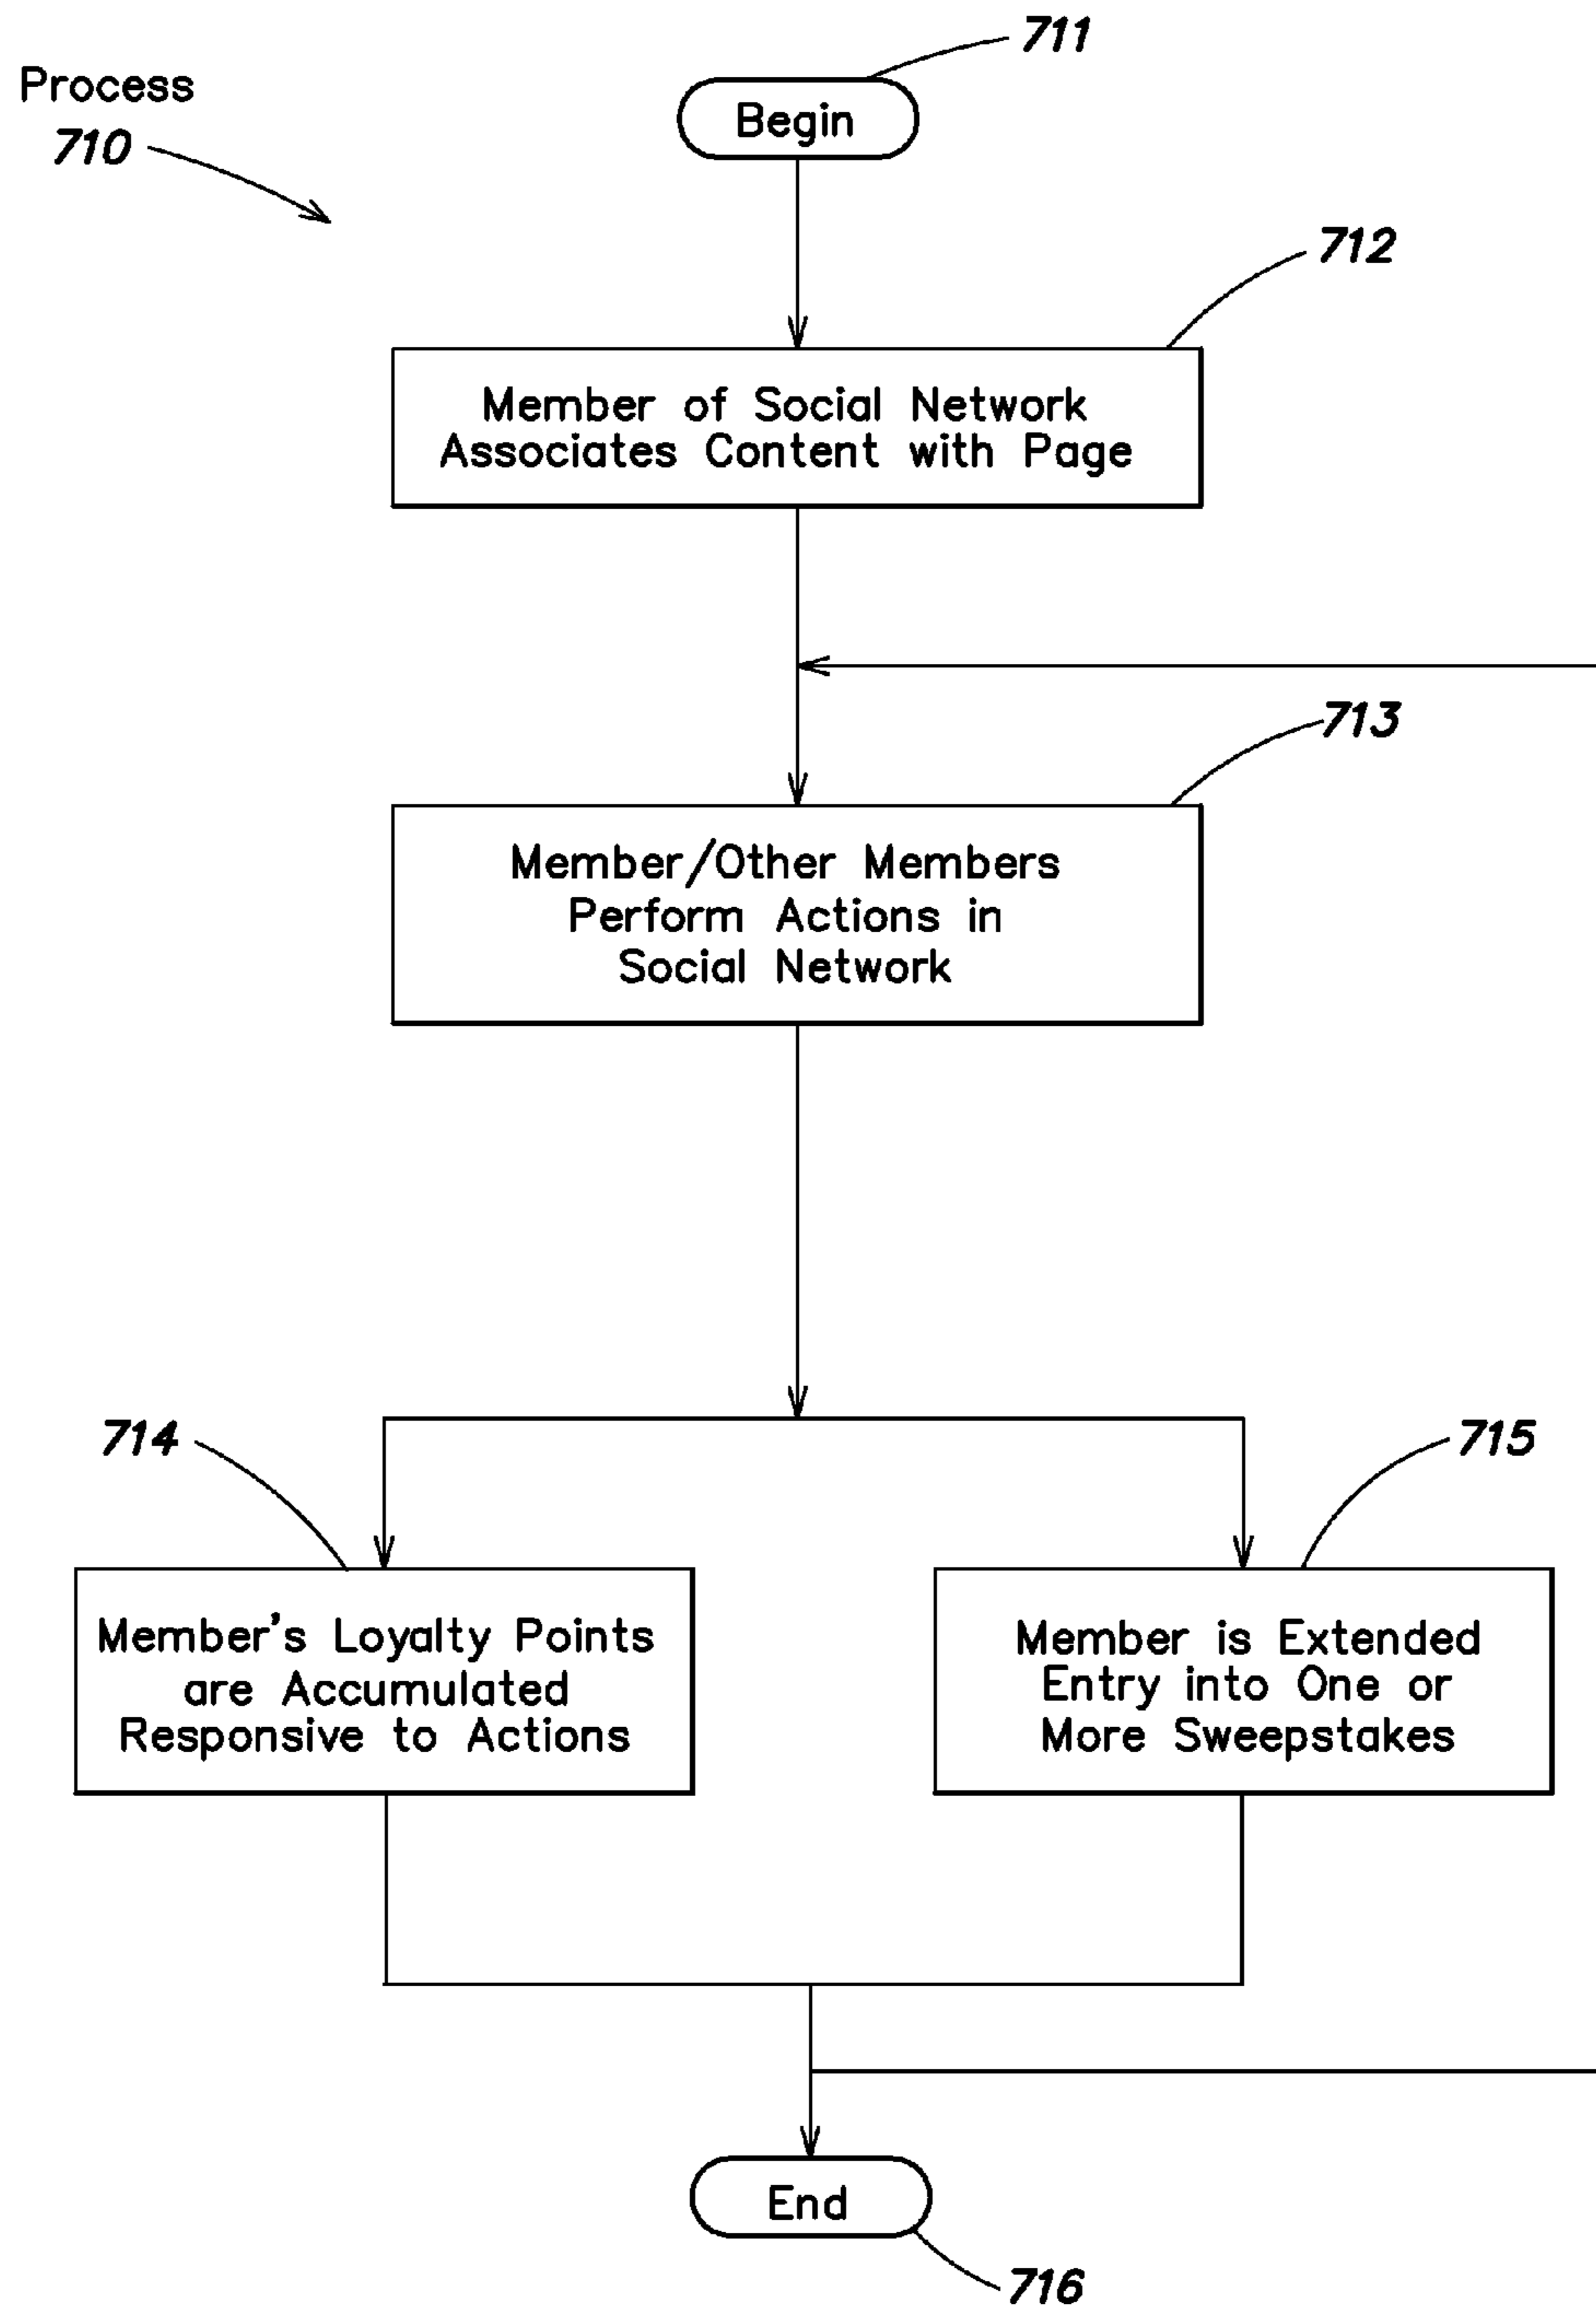 711
Process
710
Begin
712
Member of Social Network
Associates Content with Page
713
Member/Other Members
Perform Actions in
Social Network
714
715
Member's Loyalty Points
are Accumulated
Responsive to Actions
Member is Extended
Entry into One or
More Sweepstakes
End
716